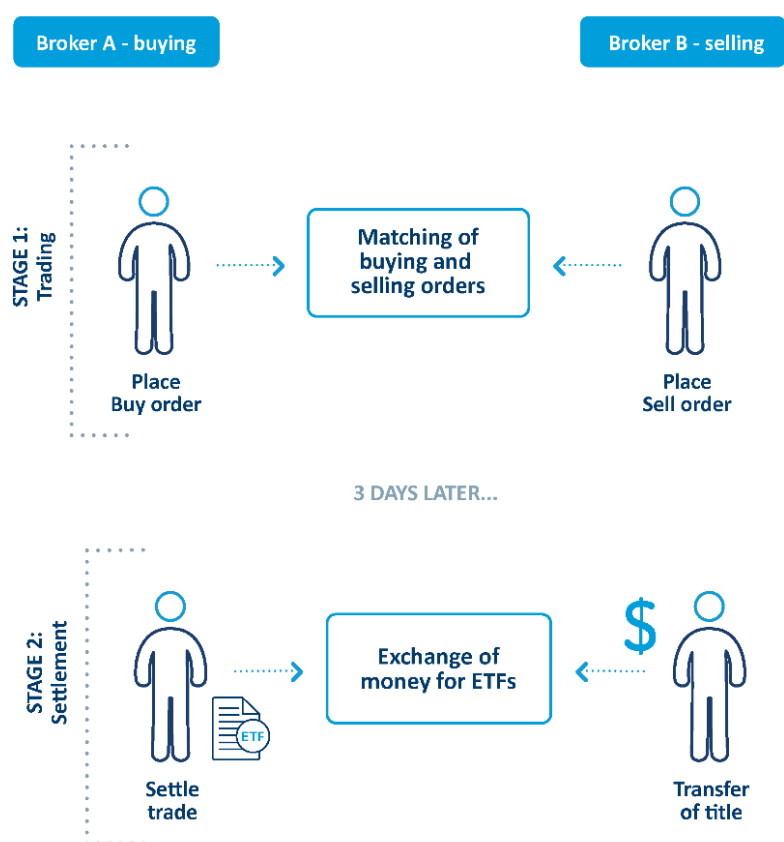 Broker A - buying
Broker B - selling
STAGE 1:
Trading
Matching of
buying and
selling orders
Place
Buy order
Place
Sell order
3 DAYS LATER...
STAGE 2:
Settlement
Exchange of
money for ETFs
$
ETF
Settle
trade
Transfer
of title